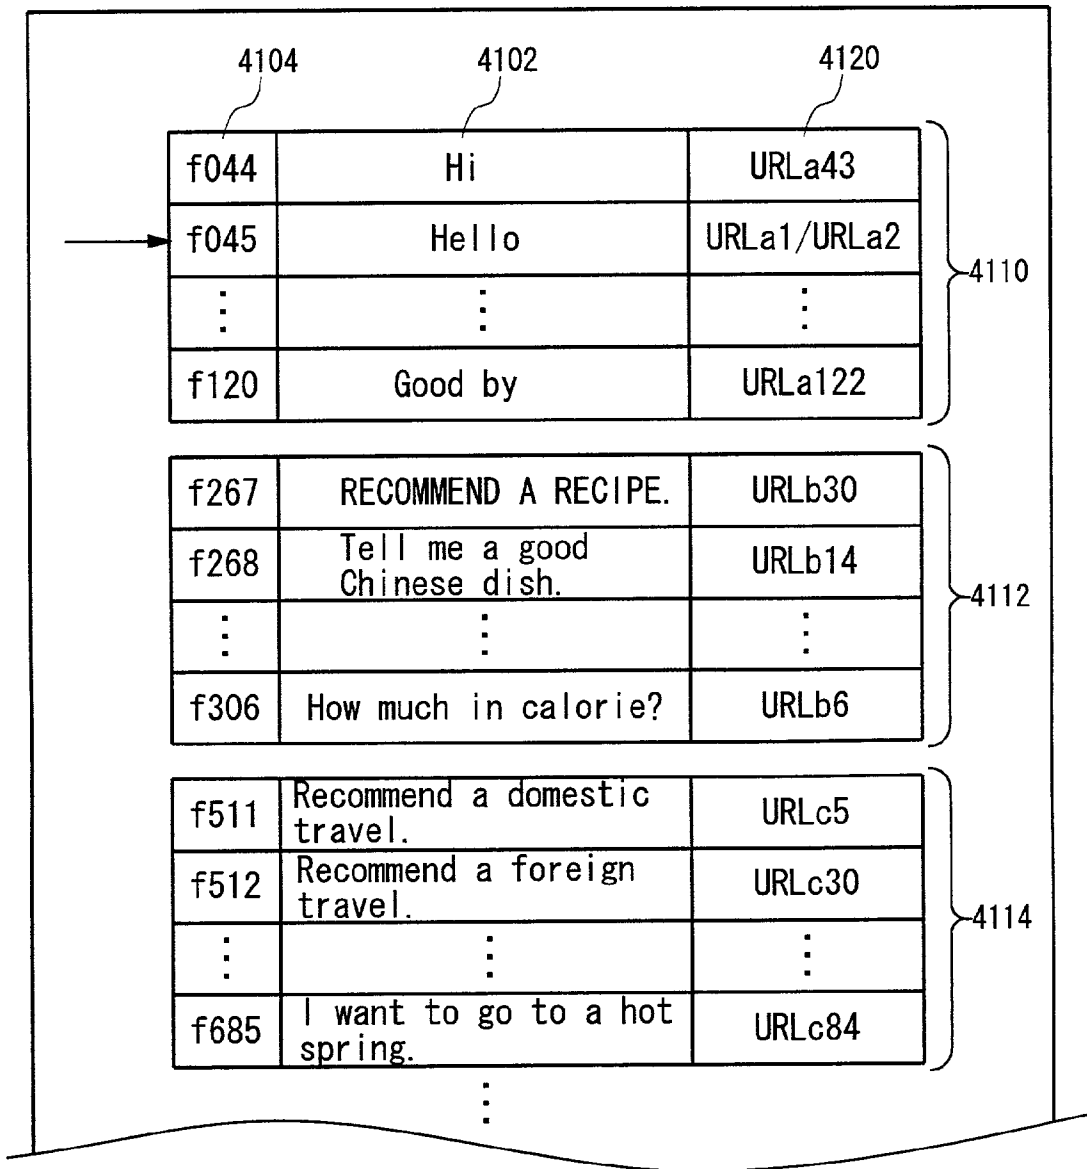 4104 4102 4120
f044 Hi URLa43
f045 Hello URLa1/URLa2
4110
f120 Good by URLa122
f267 RECOMMEND A RECIPE. URLb30
f268 Tell me a good URLb14
Chinese dish.
4112
f306 How much in calorie? URLb6
f511 Recommend a domestic URLc5
travel.
f512 Recommend a foreign URLc30
travel.
4114
f685 I want to go to a hot URLc84
spring.